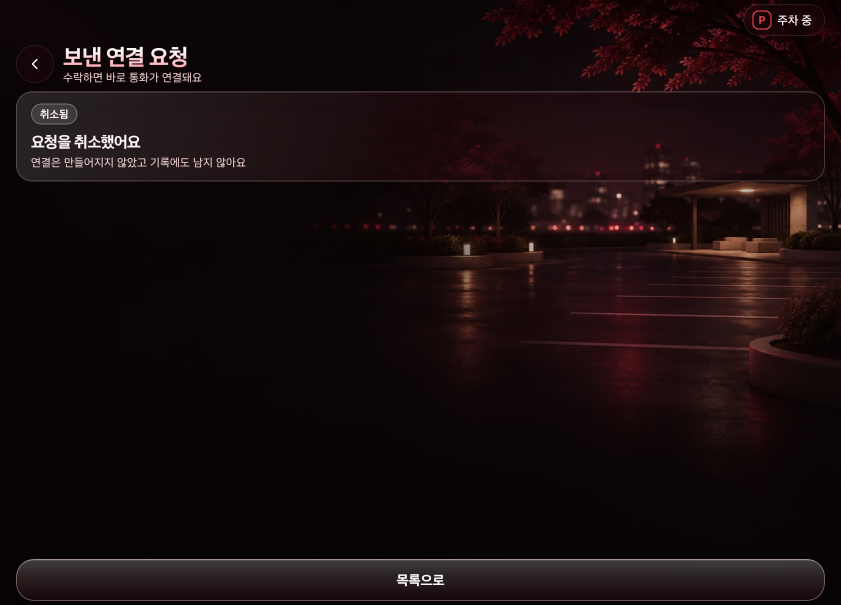 P 주차 중
보낸 연결 요청
수락하면 바로 통화가 연결돼요
취소됨
요청을 취소했어요
연결은 만들어지지 않았고 기록에도 남지 않아요
목록으로